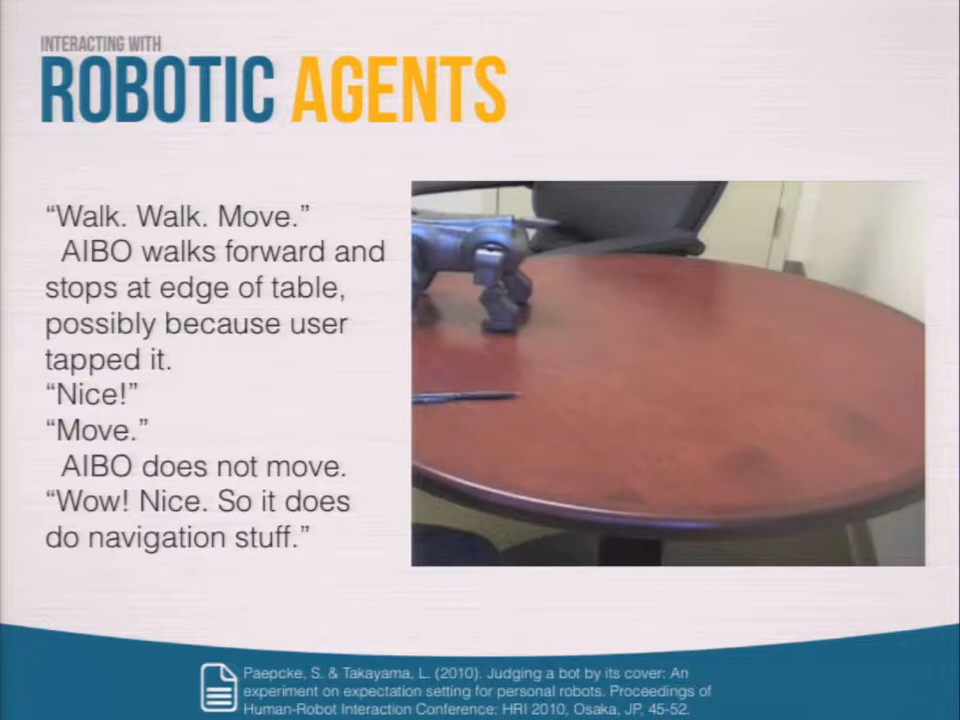 INTERACTING WITH
ROBOTIC AGENTS
“Walk. Walk. Move.”
AIBO walks forward and
stops at edge of table,
possibly because user
tapped it.
“Nice!”
“Move.”
AIBO does not move.
“Wow! Nice. So it does
do navigation stuff.”
Paepcke, S. & Takayama, L. (2010). Judging a bot by its cover: An
experiment on expectation setting for personal robots. Proceedings of
Human-Robot Interaction Conference: HRI 2010, Osaka, JP, 45-52.